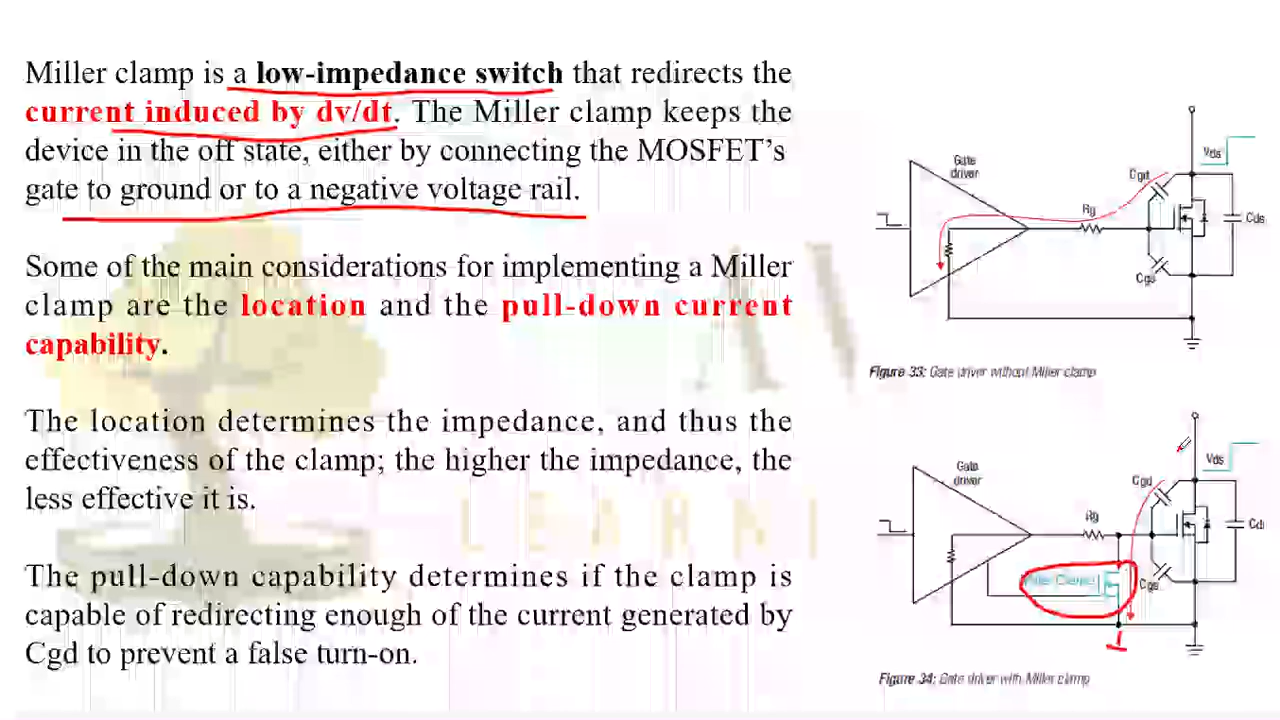 Miller clamp is a low-impedance switch that redirects the
current induced by dv/dt. The Miller clamp keeps the
device in the off state, either by connecting the MOSFET’s
gate to ground or to a negative voltage rail.
Some of the main considerations for implementing a Miller
clamp are the location and the pull-down current
capability.
The location determines the impedance, and thus the
effectiveness of the clamp; the higher the impedance, the
less effective it is.
The pull-down capability determines if the clamp is
capable of redirecting enough of the current generated by
Cgd to prevent a false turn-on.
Gate
driver
Rg
Cgd
Cgs
Vds
Cds
Figure 33: Gate driver without Miller clamp
Gate
driver
Rg
Cgd
Cgs
Vds
Clamp
Figure 34: Gate driver with Miller clamp
LEARNI